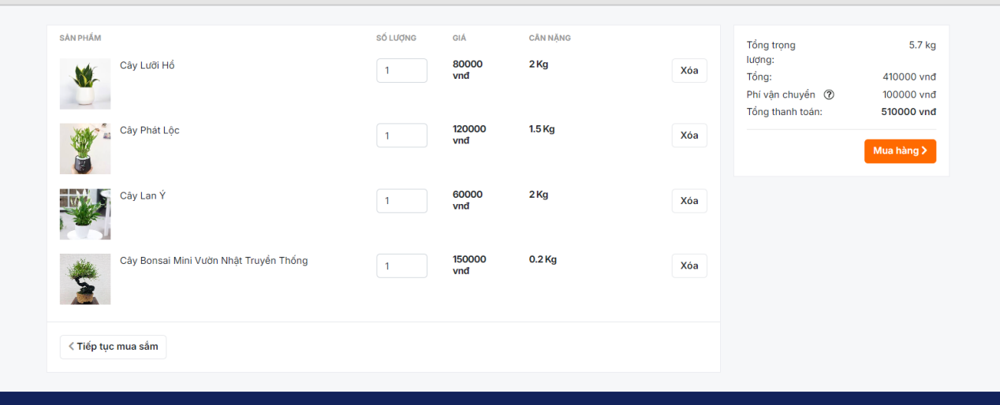 SẢN PHẨM SỐ LƯỢNG GIÁ CÂN NẶNG
Cây Lưỡi Hổ 1 80000 2 Kg Xóa
vnđ
Cây Phát Lộc 1 120000 1.5 Kg Xóa
vnđ
Cây Lan Ý 1 60000 2 Kg Xóa
vnđ
Cây Bonsai Mini Vườn Nhật Truyền Thống 1 150000 0.2 Kg Xóa
vnđ
Tiếp tục mua sắm
Tổng trọng 5.7 kg
lượng:
Tổng: 410000 vnđ
Phí vận chuyển ? 100000 vnđ
Tổng thanh toán: 510000 vnđ
Mua hàng